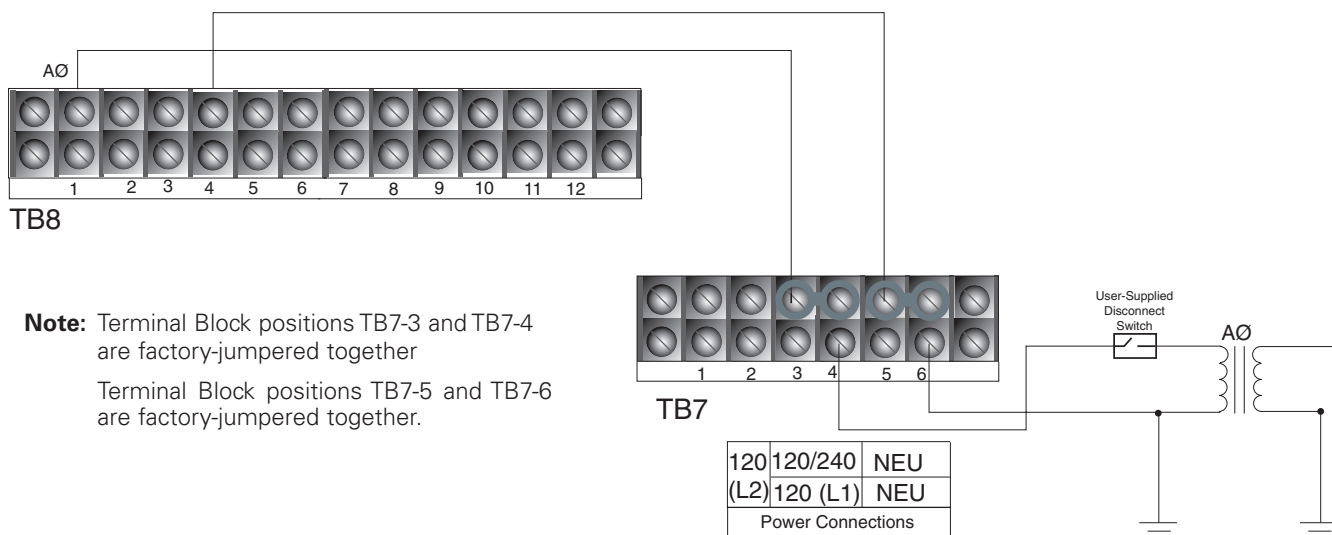 AØ
1 2 3 4 5 6 7 8 9 10 11 12
TB8
Note: Terminal Block positions TB7-3 and TB7-4
are factory-jumpered together
Terminal Block positions TB7-5 and TB7-6
are factory-jumpered together.
1 2 3 4 5 6
TB7
User-Supplied
Disconnect
Switch
AØ
120 120/240 NEU
(L2) 120 (L1) NEU
Power Connections